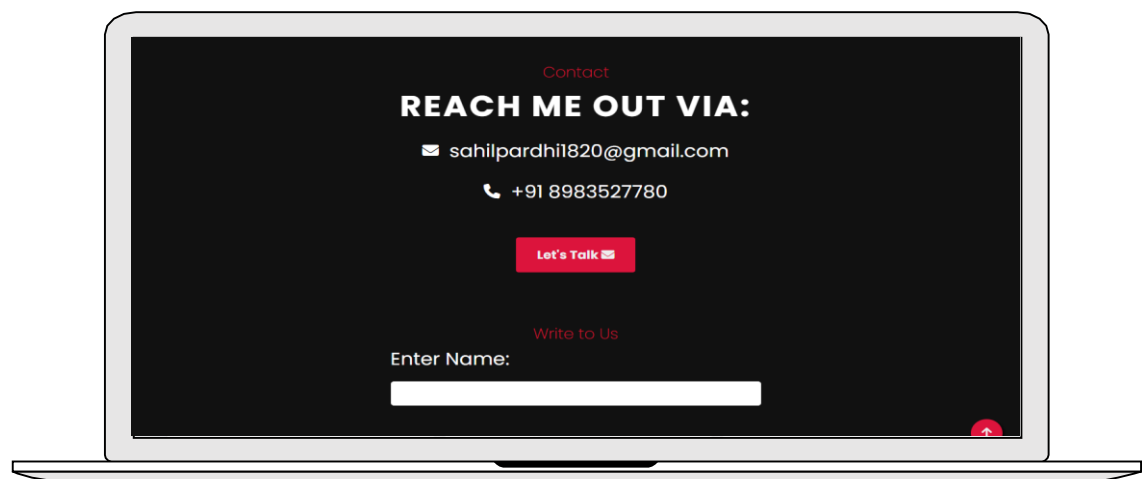 Contact
REACH ME OUT VIA:
sahilpardhi1820@gmail.com
+91 8983527780
Let's Talk
Write to Us
Enter Name: